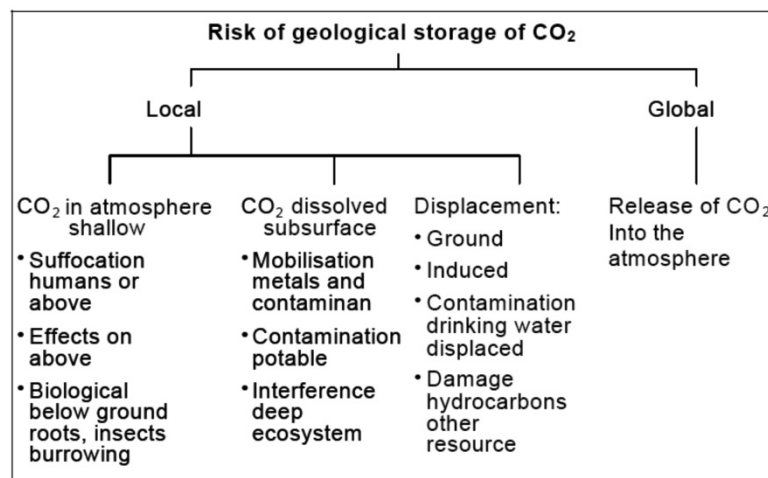 Risk of geological storage of CO₂
Local
Global
CO₂ in atmosphere
shallow
• Suffocation
humans or
above
• Effects on
above
• Biological
below ground
roots, insects
burrowing
CO₂ dissolved
subsurface
• Mobilisation
metals and
contaminan
• Contamination
potable
• Interference
deep
ecosystem
Displacement:
• Ground
• Induced
• Contamination
drinking water
displaced
• Damage
hydrocarbons
other
resource
Release of CO₂
Into the
atmosphere